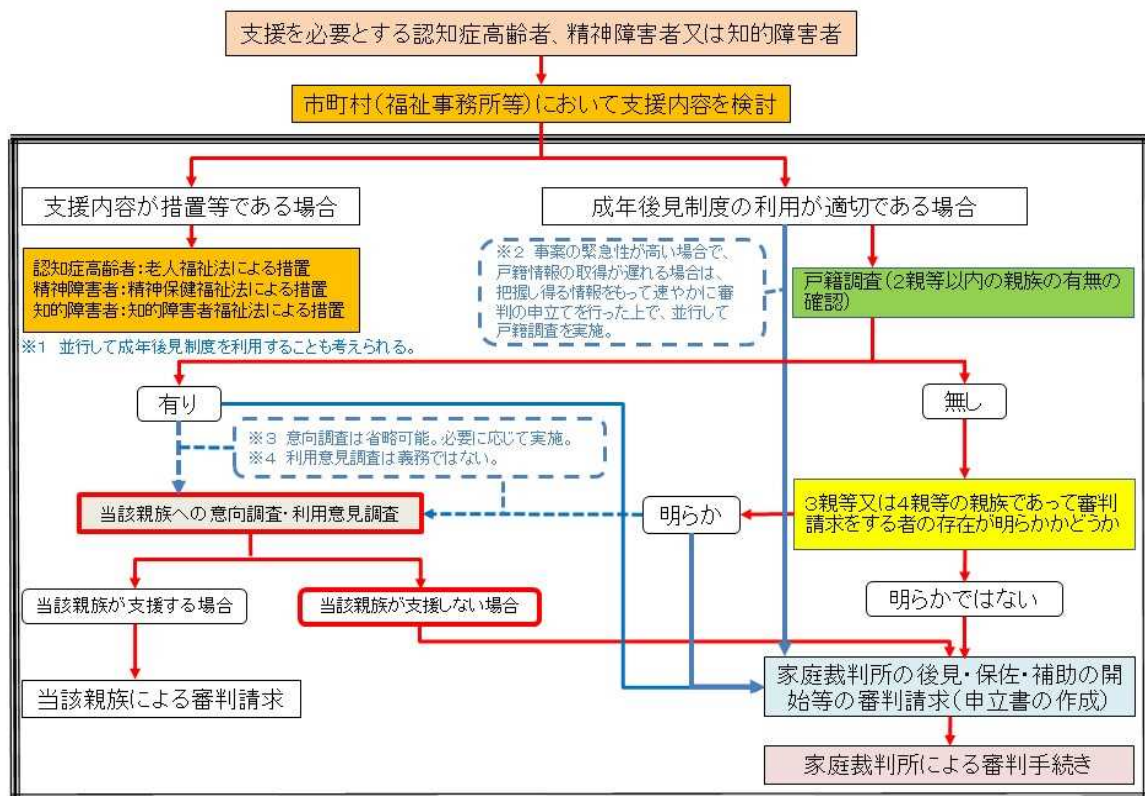 支援を必要とする認知症高齢者、精神障害者又は知的障害者
市町村(福祉事務所等)において支援内容を検討
支援内容が措置等である場合
成年後見制度の利用が適切である場合
認知症高齢者:老人福祉法による措置
精神障害者:精神保健福祉法による措置
知的障害者:知的障害者福祉法による措置
※1 並行して成年後見制度を利用することも考えられる。
※2 事案の緊急性が高い場合で、
戸籍情報の取得が遅れる場合は、
把握し得る情報をもって速やかに審
判の申立てを行った上で、並行して
戸籍調査を実施。
戸籍調査(2親等以内の親族の有無の
確認)
有り
無し
※3 意向調査は省略可能。必要に応じて実施。
※4 利用意見調査は義務ではない。
当該親族への意向調査・利用意見調査
明らか
3親等又は4親等の親族であって審判
請求をする者の存在が明らかかどうか
当該親族が支援する場合
当該親族が支援しない場合
明らかではない
当該親族による審判請求
家庭裁判所の後見・保佐・補助の開
始等の審判請求(申立書の作成)
家庭裁判所による審判手続き